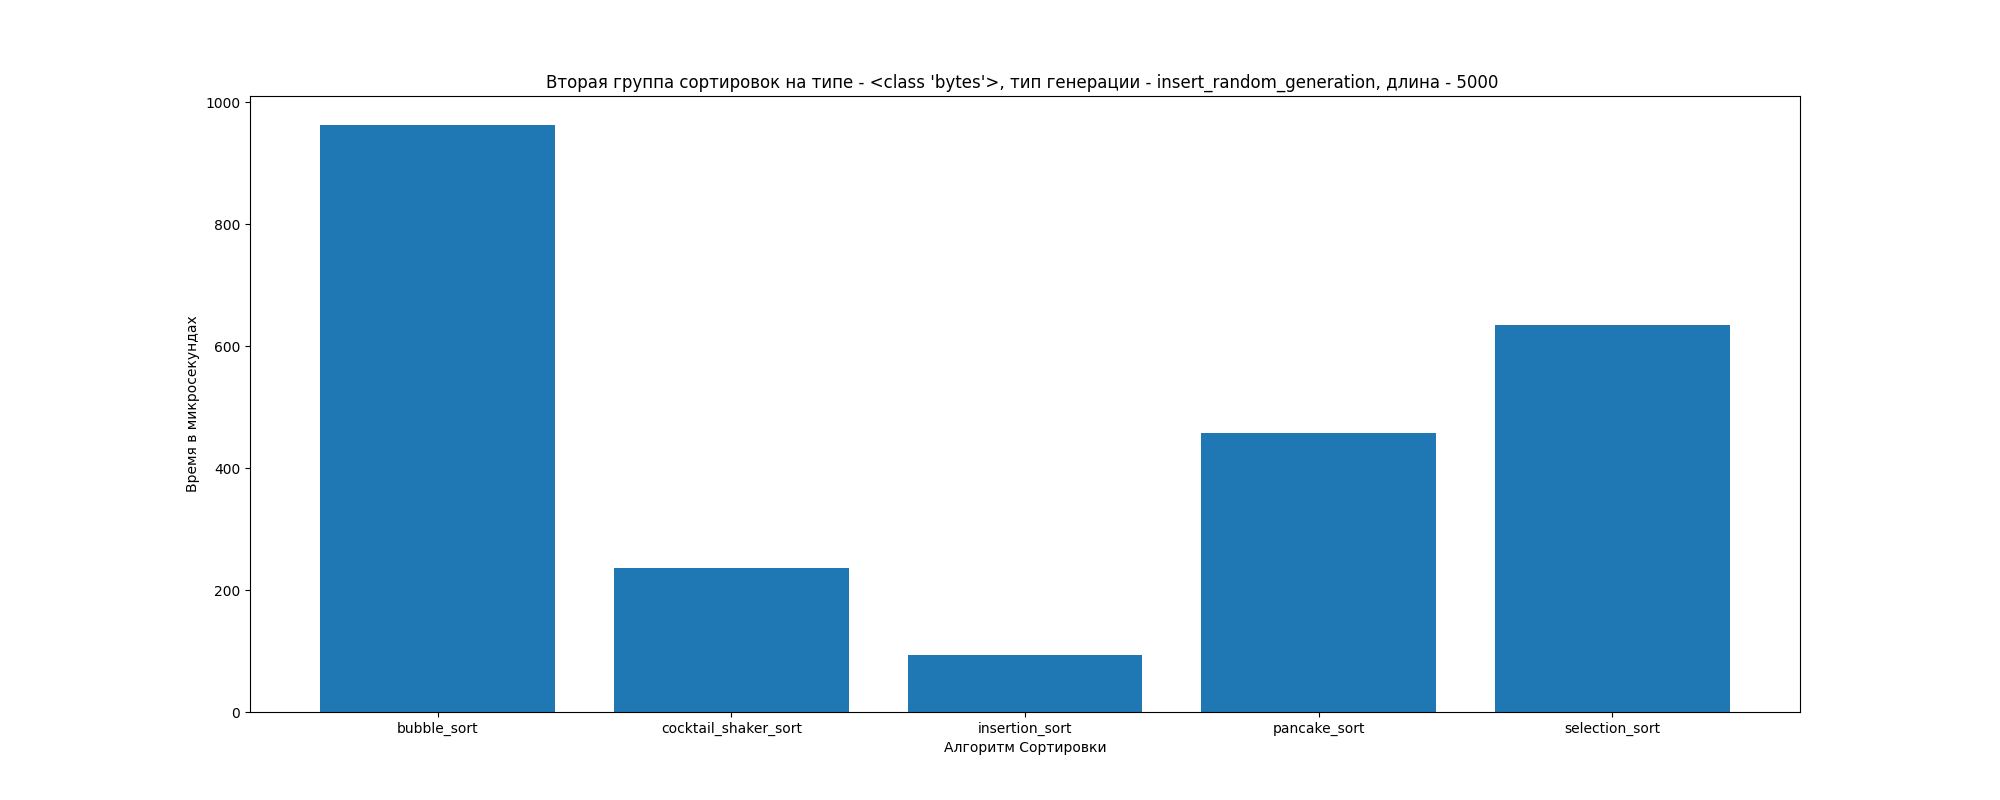 Вторая группа сортировок на типе - <class 'bytes'>, тип генерации - insert_random_generation, длина - 5000
1000
800
600
400
200
0
Время в микросекундах
bubble_sort
cocktail_shaker_sort
insertion_sort
pancake_sort
selection_sort
Алгоритм Сортировки